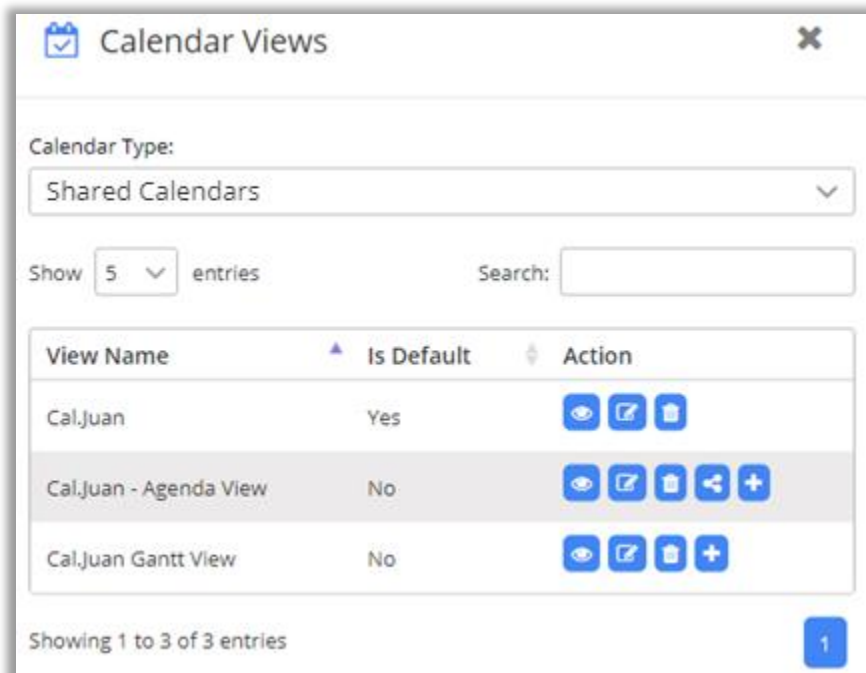 Calendar Views
Calendar Type:
Shared Calendars
Show 5 entries Search:
View Name Is Default Action
Cal.Juan Yes
Cal.Juan - Agenda View No
Cal.Juan Gantt View No
Showing 1 to 3 of 3 entries 1